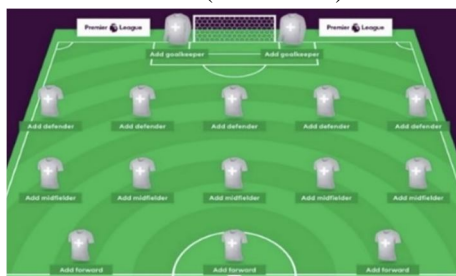 Premier League
Premier League
Add goalkeeper Add goalkeeper
Add defender Add defender Add defender Add defender Add defender
Add midfielder Add midfielder Add midfielder Add midfielder Add midfielder
Add forward Add forward Add forward